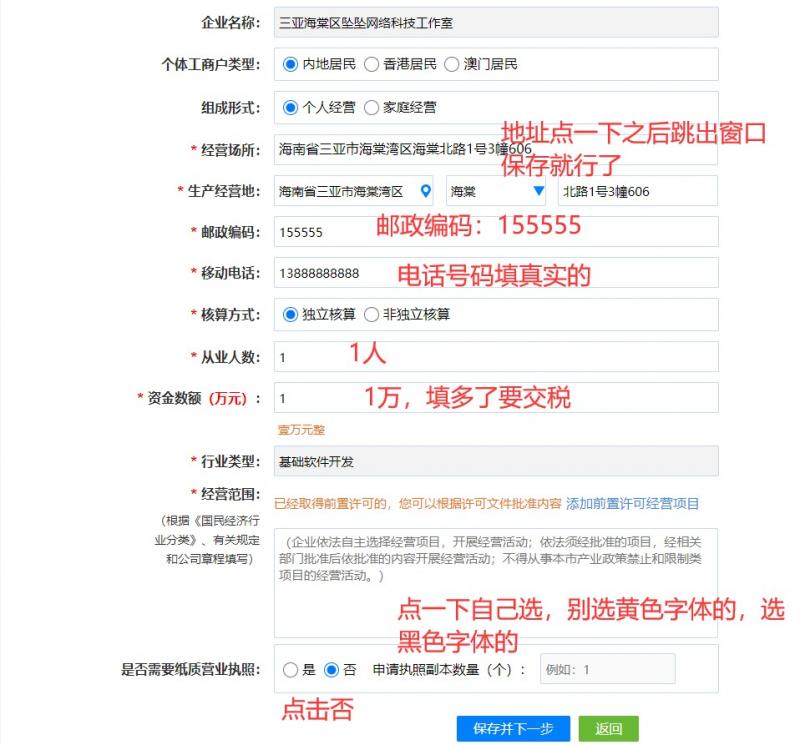 企业名称： 三亚海棠区坠坠网络科技工作室
个体工商户类型： 内地居民 香港居民 澳门居民
组成形式： 个人经营 家庭经营
地址点一下之后跳出窗口
* 经营场所： 海南省三亚市海棠湾区海棠北路1号3幢606
保存就行了
* 生产经营地： 海南省三亚市海棠湾区 海棠 北路1号3幢606
* 邮政编码： 155555 邮政编码：155555
* 移动电话： 13888888888 电话号码填真实的
* 核算方式： 独立核算 非独立核算
* 从业人数： 1 1人
* 资金数额（万元）： 1 1万，填多了要交税
壹万元整
* 行业类型： 基础软件开发
* 经营范围： 已经取得前置许可的，您可以根据许可文件批准内容 添加前置许可经营项目
（根据《国民经济行
业分类》、有关规定
和公司章程填写）
（企业依法自主选择经营项目，开展经营活动；依法须经批准的项目，经相关
部门批准后依批准的内容开展经营活动；不得从事本市产业政策禁止和限制类
项目的经营活动。）
点一下自己选，别选黄色字体的，选
黑色字体的
是否需要纸质营业执照： 是 否 申请执照副本数量（个）： 例如：1
点击否
保存并下一步 返回